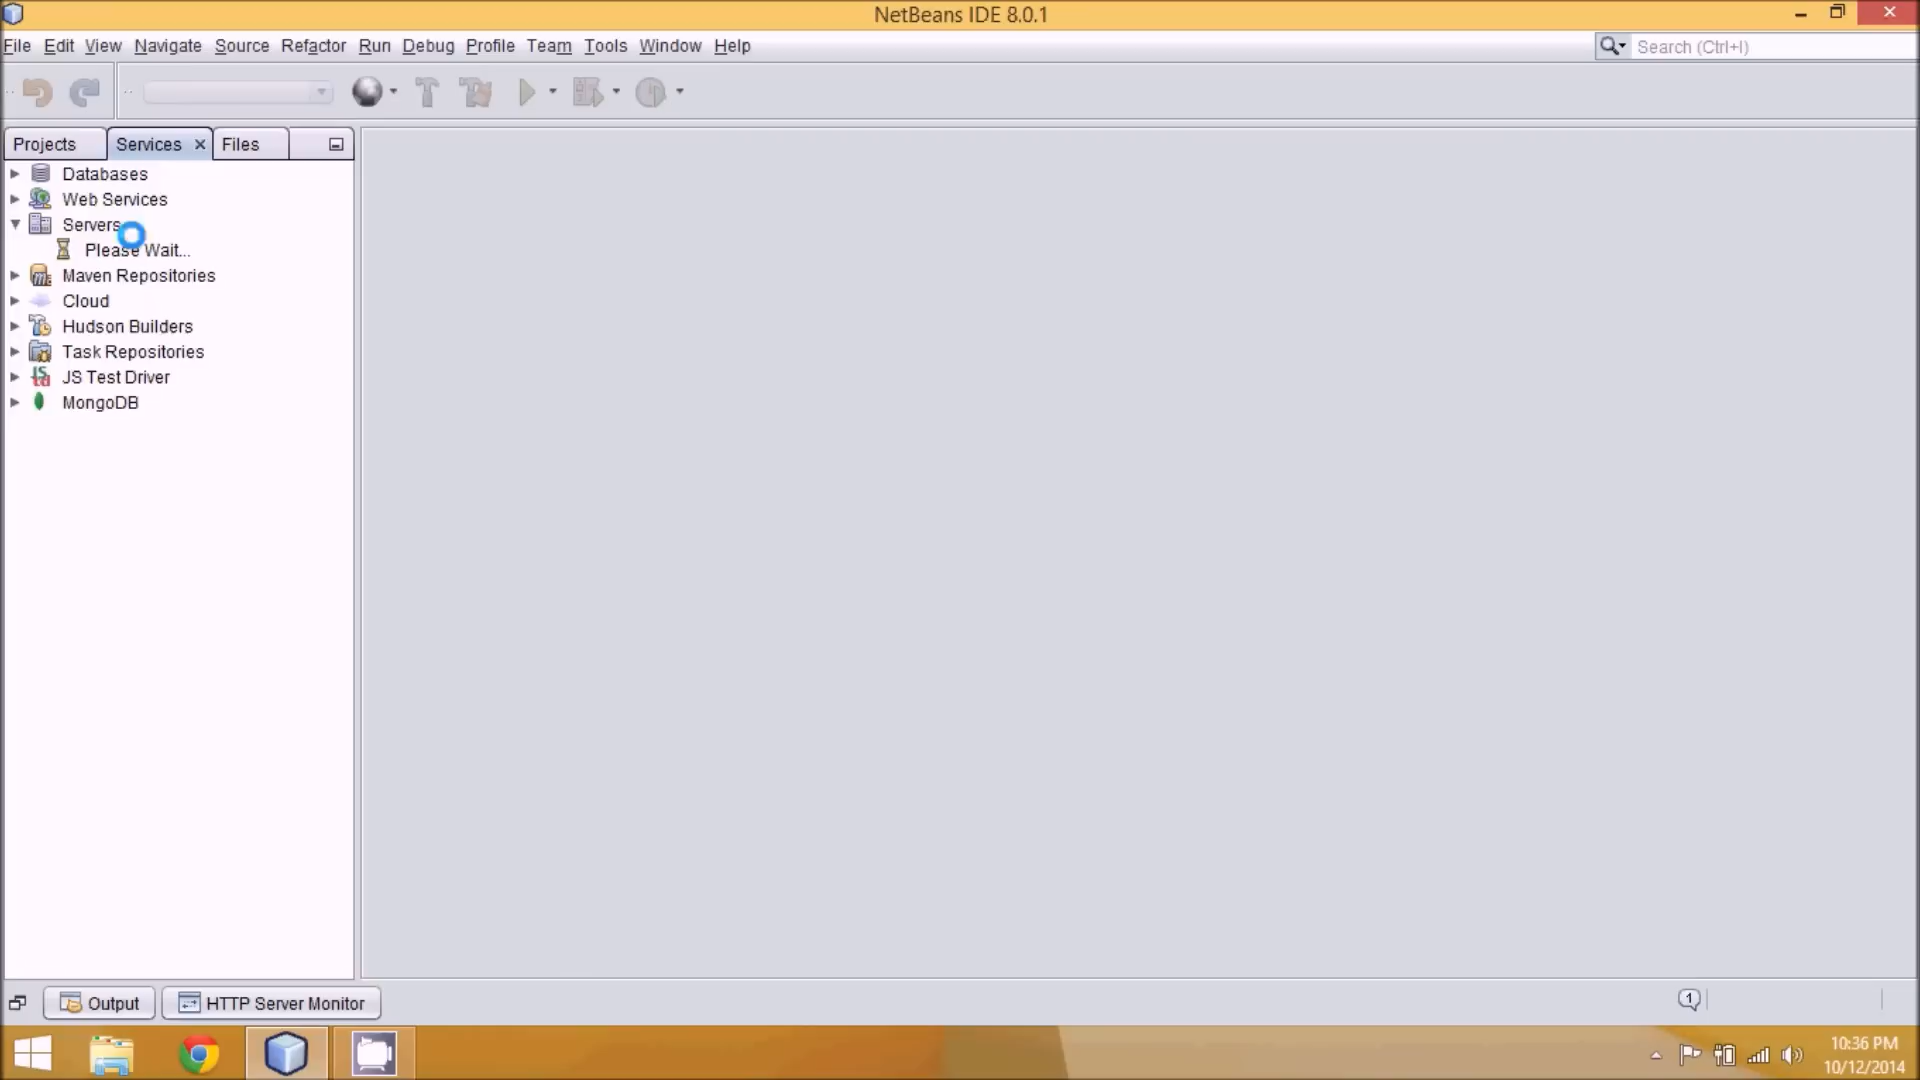 NetBeans IDE 8.0.1
File Edit View Navigate Source Refactor Run Debug Profile Team Tools Window Help
Search (Ctrl+I)
Projects Services Files
Databases
Web Services
Servers
Please Wait...
Maven Repositories
Cloud
Hudson Builders
Task Repositories
JS Test Driver
MongoDB
Output HTTP Server Monitor
1
10:36 PM
10/12/2014